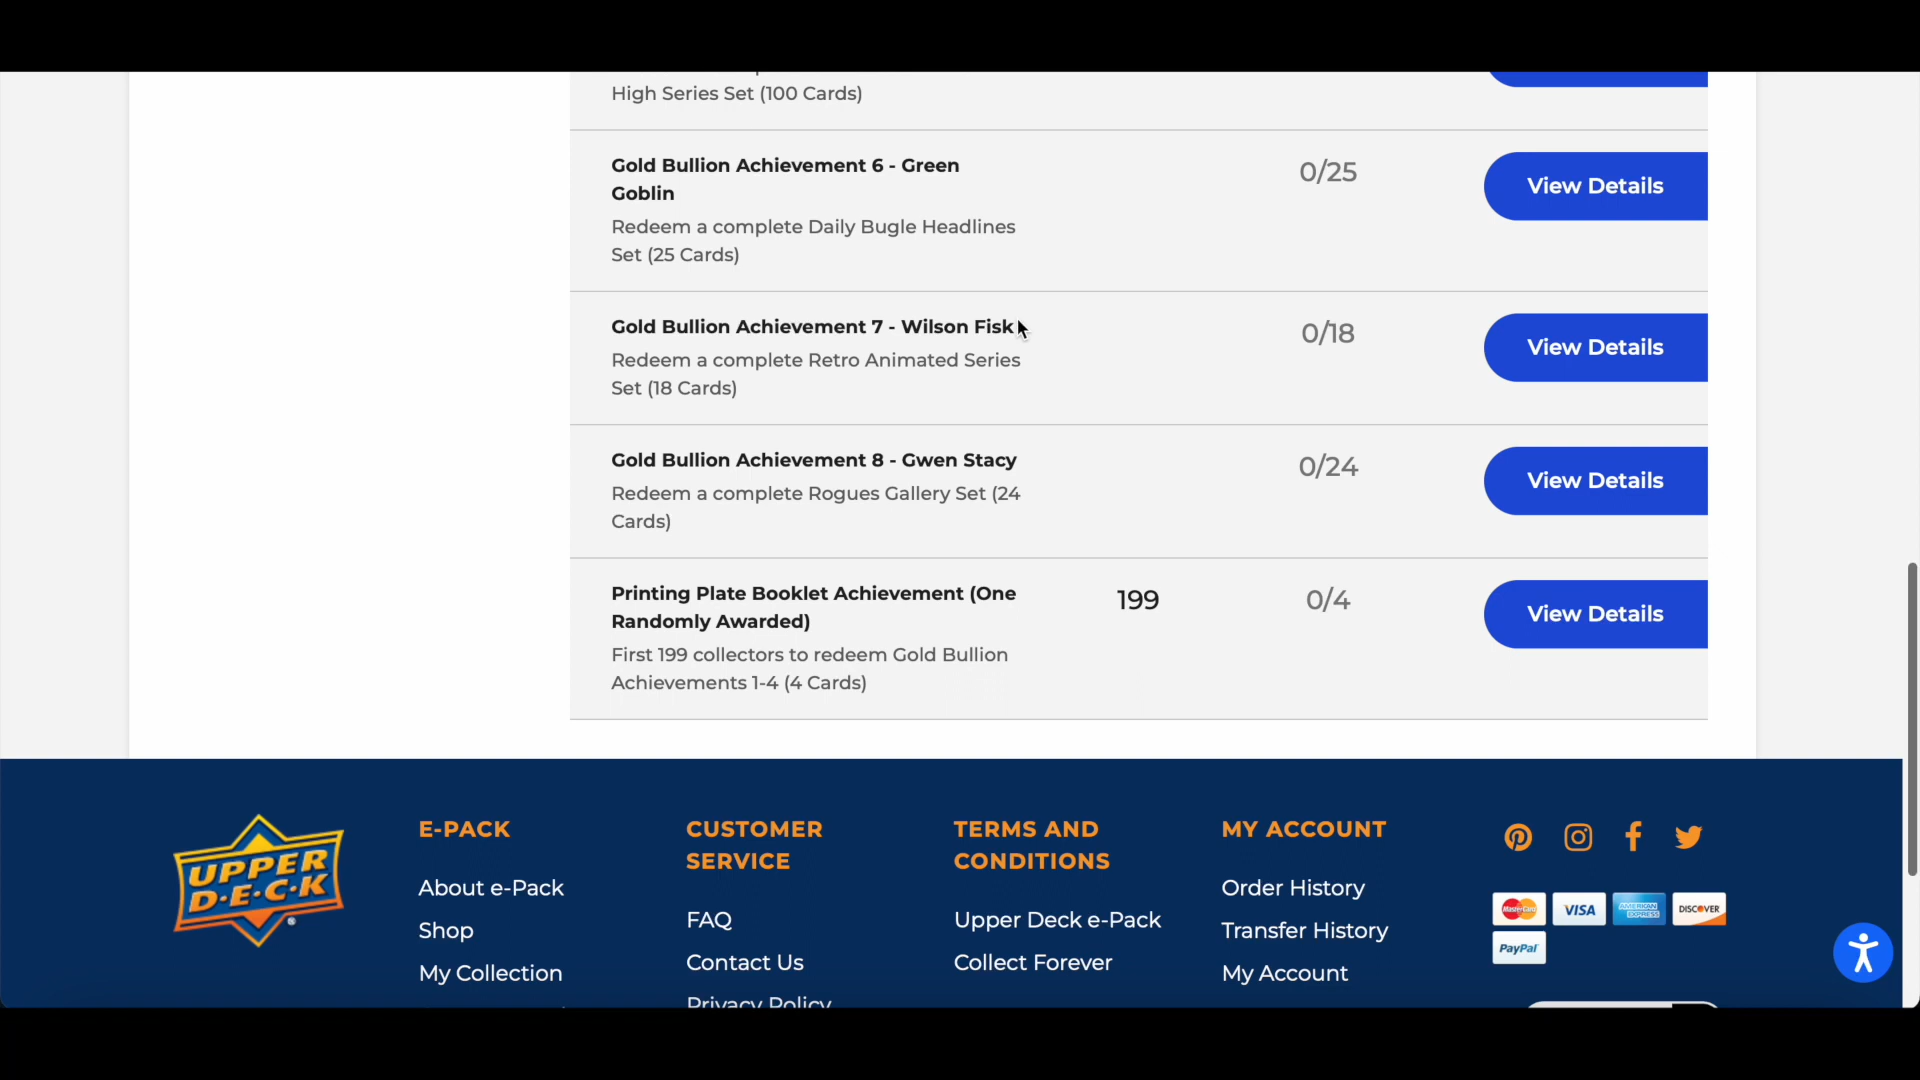 High Series Set (100 Cards)
Gold Bullion Achievement 6 - Green
Goblin
0/25
View Details
Redeem a complete Daily Bugle Headlines
Set (25 Cards)
Gold Bullion Achievement 7 - Wilson Fisk
0/18
View Details
Redeem a complete Retro Animated Series
Set (18 Cards)
Gold Bullion Achievement 8 - Gwen Stacy
0/24
View Details
Redeem a complete Rogues Gallery Set (24
Cards)
Printing Plate Booklet Achievement (One
Randomly Awarded)
199
0/4
View Details
First 199 collectors to redeem Gold Bullion
Achievements 1-4 (4 Cards)
UPPER
D·E·C·K
E-PACK
About e-Pack
Shop
My Collection
CUSTOMER
SERVICE
FAQ
Contact Us
Privacy Policy
TERMS AND
CONDITIONS
Upper Deck e-Pack
Collect Forever
MY ACCOUNT
Order History
Transfer History
My Account
MasterCard
VISA
AMERICAN
EXPRESS
DISCOVER
PayPal